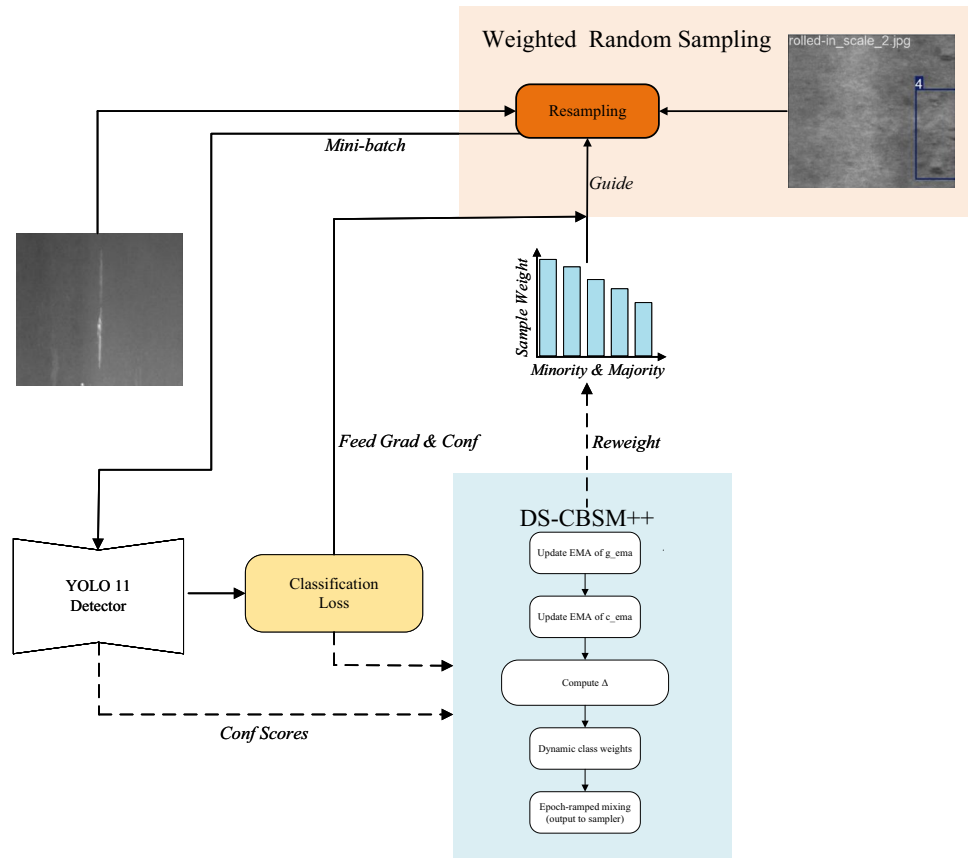 Weighted Random Sampling
rolled-in_scale_2.jpg
4
Resampling
Mini-batch
Guide
Sample Weight
Minority & Majority
Feed Grad & Conf
Reweight
DS-CBSM++
Update EMA of g_ema
YOLO 11
Detector
Classification
Loss
Update EMA of c_ema
Compute Δ
Conf Scores
Dynamic class weights
Epoch-ramped mixing
(output to sampler)